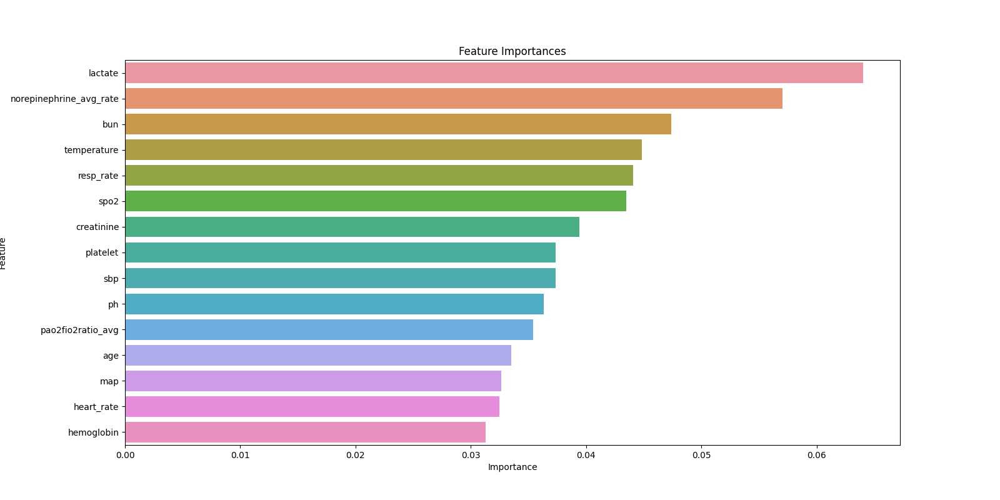 Feature Importances
lactate
norepinephrine_avg_rate
bun
temperature
resp_rate
spo2
creatinine
platelet
sbp
ph
pao2fio2ratio_avg
age
map
heart_rate
hemoglobin
Feature
0.00 0.01 0.02 0.03 0.04 0.05 0.06
Importance